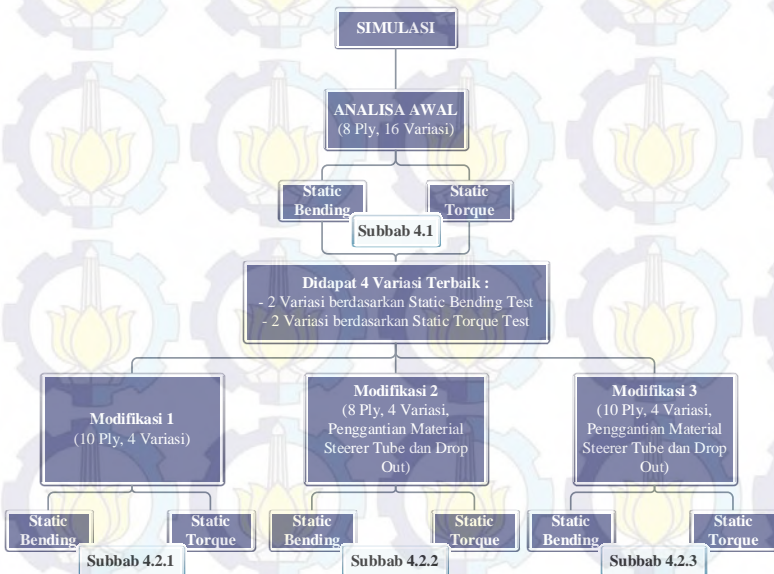 SIMULASI
ANALISA AWAL
(8 Ply, 16 Variasi)
Static
Bending
Static
Torque
Subbab 4.1
Didapat 4 Variasi Terbaik :
- 2 Variasi berdasarkan Static Bending Test
- 2 Variasi berdasarkan Static Torque Test
Modifikasi 1
(10 Ply, 4 Variasi)
Modifikasi 2
(8 Ply, 4 Variasi,
Penggantian Material
Steerer Tube dan Drop
Out)
Modifikasi 3
(10 Ply, 4 Variasi,
Penggantian Material
Steerer Tube dan Drop
Out)
Static
Bending
Static
Torque
Subbab 4.2.1
Static
Bending
Static
Torque
Subbab 4.2.2
Static
Bending
Static
Torque
Subbab 4.2.3